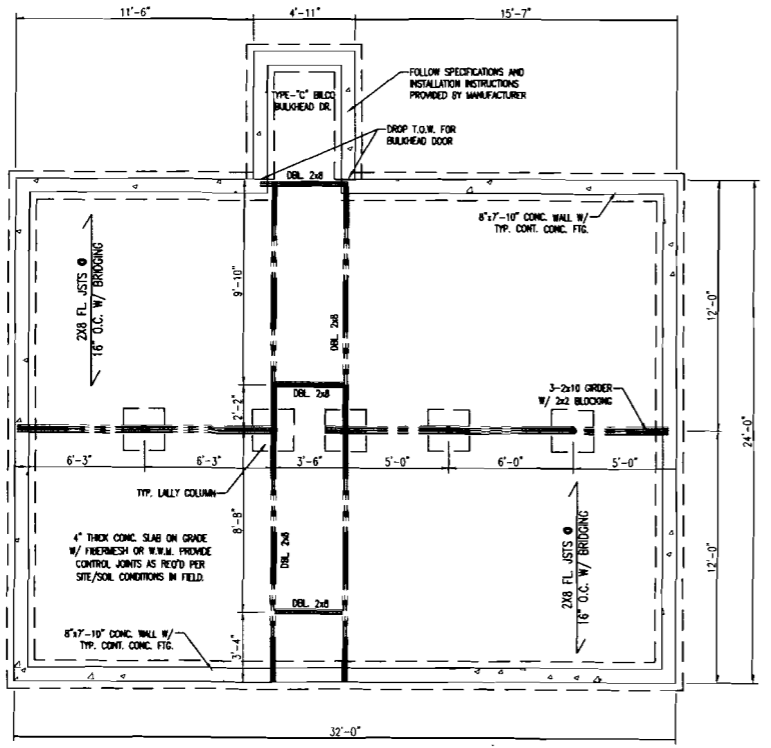 11'-6"
4'-11"
15'-7"
FOLLOW SPECIFICATIONS AND
INSTALLATION INSTRUCTIONS
PROVIDED BY MANUFACTURER
TYPE-"C" BILCO
BULKHEAD DR.
DROP T.O.W. FOR
BULKHEAD DOOR
DBL. 2x8
8"x7'-10" CONC. WALL W/
TYP. CONT. CONC. FTG.
2X8 FL. JSTS @
16" O.C. W/ BRIDGING
9'-10"
DBL. 2x8
12'-0"
24'-0"
DBL. 2x8
2'-2"
3-2x10 GIRDER
W/ 2x2 BLOCKING
6'-3"
6'-3"
3'-6"
5'-0"
6'-0"
5'-0"
TYP. LALLY COLUMN
8'-8"
4" THICK CONC. SLAB ON GRADE
W/ FIBERMESH OR W.W.M. PROVIDE
CONTROL JOINTS AS REQ'D PER
SITE/SOIL CONDITIONS IN FIELD.
DBL. 2x8
2X8 FL. JSTS @
16" O.C. W/ BRIDGING
12'-0"
DBL. 2x8
8"x7'-10" CONC. WALL W/
TYP. CONT. CONC. FTG.
3'-4"
32'-0"